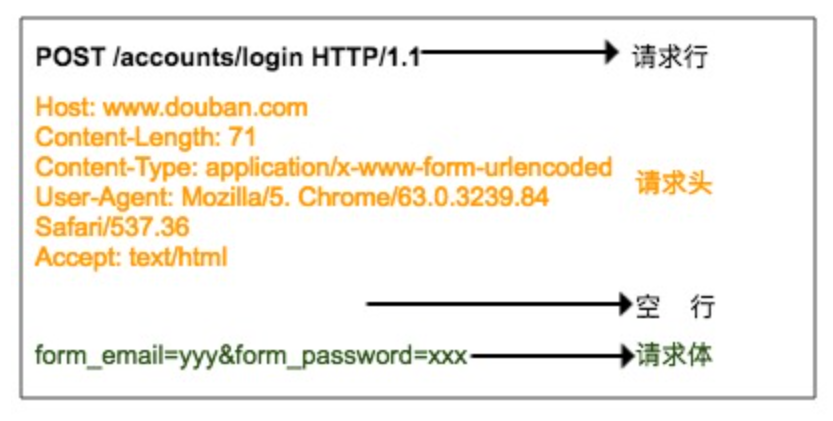 POST /accounts/login HTTP/1.1 请求行
Host: www.douban.com
Content-Length: 71
Content-Type: application/x-www-form-urlencoded
User-Agent: Mozilla/5. Chrome/63.0.3239.84
Safari/537.36
Accept: text/html
请求头
空 行
form_email=yyy&form_password=xxx 请求体